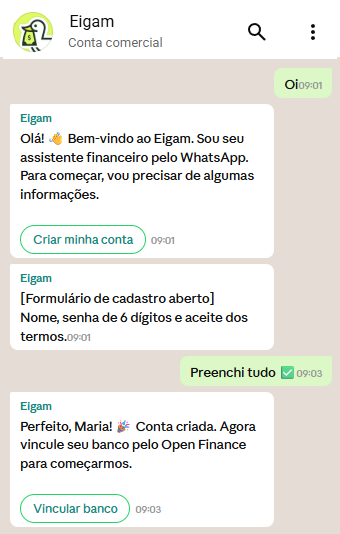 Eigam
Conta comercial
Oi 09:01
Eigam
Olá! 👋 Bem-vindo ao Eigam. Sou seu
assistente financeiro pelo WhatsApp.
Para começar, vou precisar de algumas
informações.
Criar minha conta 09:01
Eigam
[Formulário de cadastro aberto]
Nome, senha de 6 dígitos e aceite dos
termos. 09:01
Preenchi tudo ✅ 09:03
Eigam
Perfeito, Maria! 🎉 Conta criada. Agora
vincule seu banco pelo Open Finance
para começarmos.
Vincular banco 09:03